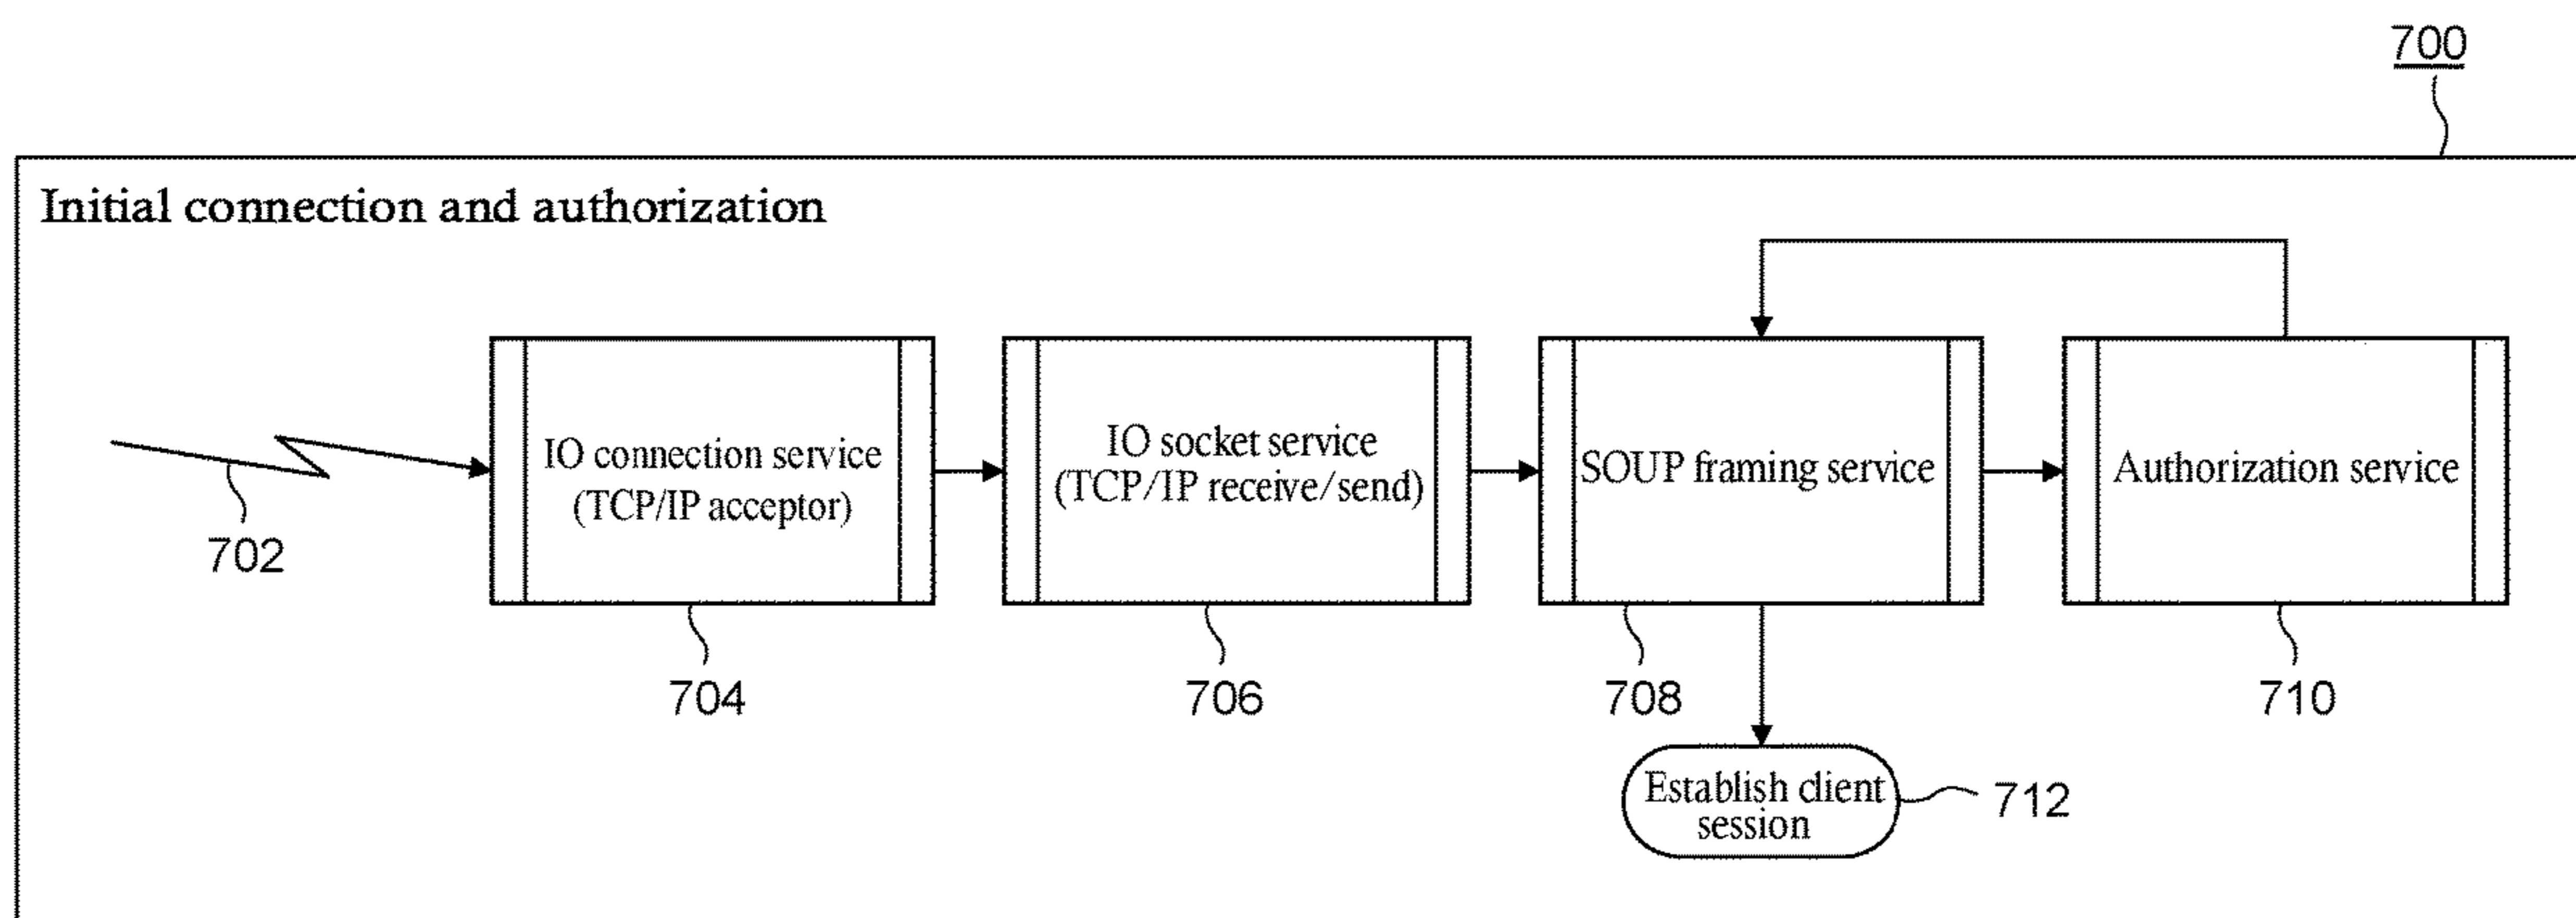 700
Initial connection and authorization
IO connection service
(TCP/IP acceptor)
IO socket service
(TCP/IP receive/send)
SOUP framing service
Authorization service
702
704
706
708
710
Establish client
session
712